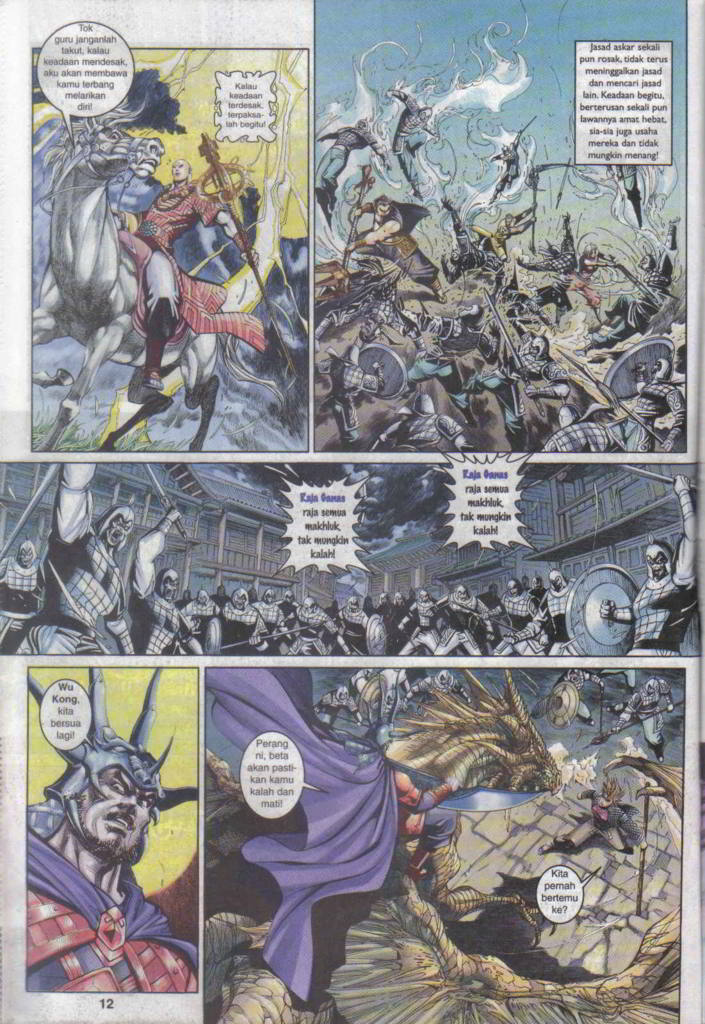 Tok
guru janganlah
takut, kalau
keadaan mendesak,
aku akan membawa
kamu terbang
melarikan
diri!
Kalau
keadaan
terdesak,
terpaksa-
lah begitu!
Jasad askar sekali
pun rosak, tidak terus
meninggalkan jasad
dan mencari jasad
lain. Keadaan begitu,
berterusan sekali pun
lawannya amat hebat,
sia-sia juga usaha
mereka dan tidak
mungkin menang!
Raja Ganas
raja semua
makhluk,
tak mungkin
kalah!
Raja Ganas
raja semua
makhluk,
tak mungkin
kalah!
Wu
Kong,
kita
bersua
lagi!
Perang
ni, beta
akan pasti-
kan kamu
kalah dan
mati!
Kita
pernah
bertemu
ke?
12